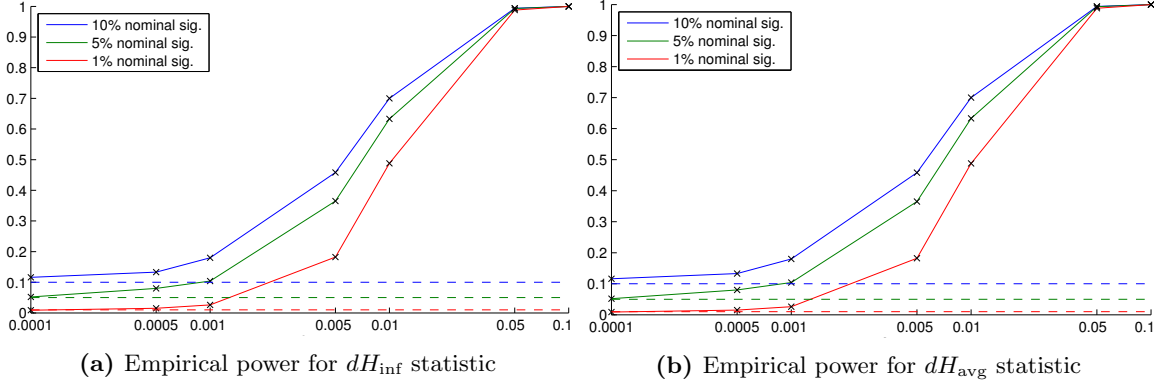 1
0.9
0.8
0.7
0.6
0.5
0.4
0.3
0.2
0.1
0
10% nominal sig.
5% nominal sig.
1% nominal sig.
0.0001 0.0005 0.001 0.005 0.01 0.05 0.1
(a) Empirical power for dH_inf statistic
1
0.9
0.8
0.7
0.6
0.5
0.4
0.3
0.2
0.1
0
10% nominal sig.
5% nominal sig.
1% nominal sig.
0.0001 0.0005 0.001 0.005 0.01 0.05 0.1
(b) Empirical power for dH_avg statistic